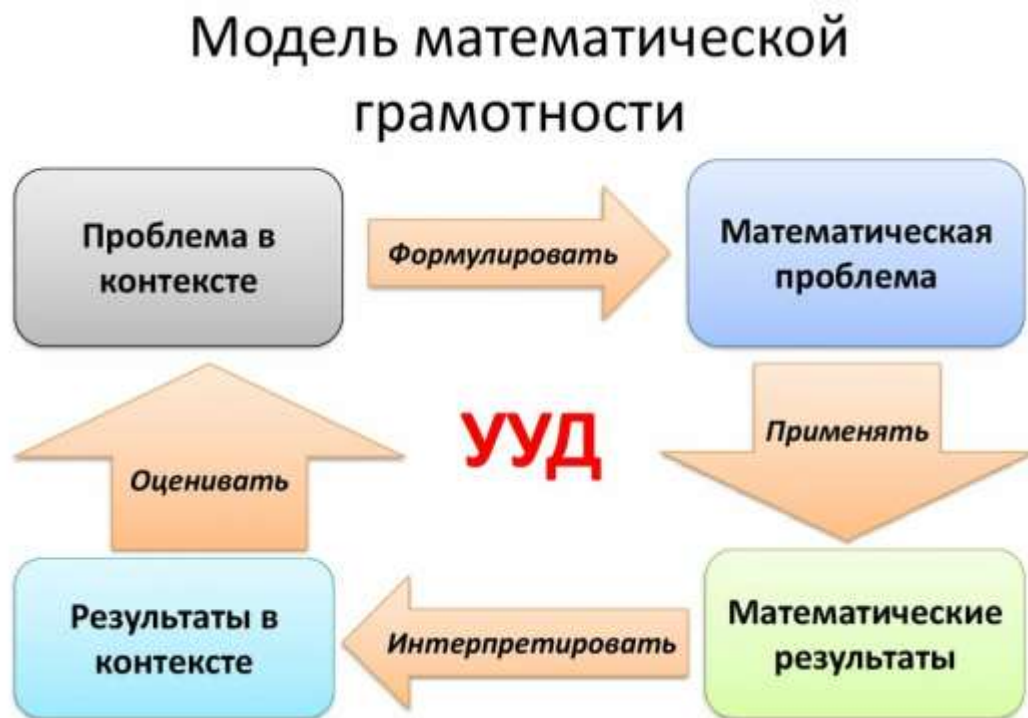 Модель математической
грамотности
Проблема в
контексте
Формулировать
Математическая
проблема
Оценивать
УУД
Применять
Результаты в
контексте
Интерпретировать
Математические
результаты